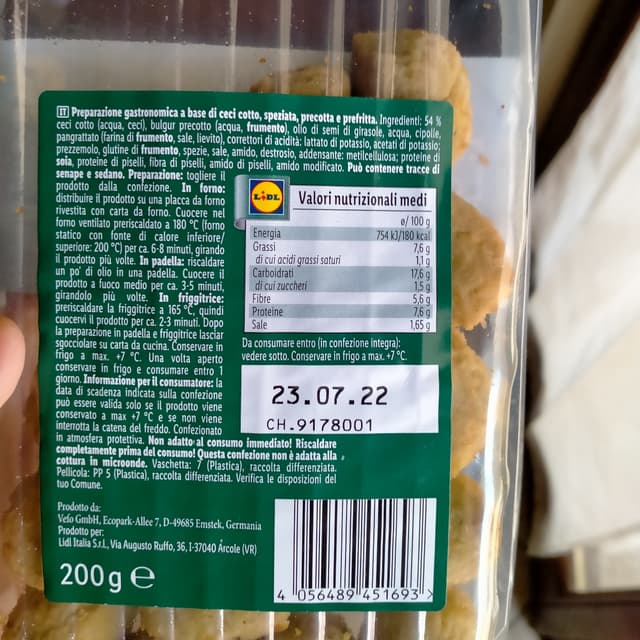 IT Preparazione gastronomica a base di ceci cotto, speziata, precotta e prefritta. Ingredienti: 54 %
ceci cotto (acqua, ceci), bulgur precotto (acqua, frumento), olio di semi di girasole, acqua, cipolle,
pangrattato (farina di frumento, sale, lievito), correttori di acidità: lattato di potassio, acetati di potassio;
prezzemolo, glutine di frumento, spezie, sale, amido, destrosio, addensante: metilcellulosa; proteine di
soia, proteine di piselli, fibra di piselli, amido di piselli, amido modificato. Può contenere tracce di
senape e sedano. Preparazione: togliere il
prodotto dalla confezione. In forno:
distribuire il prodotto su una placca da forno
rivestita con carta da forno. Cuocere nel
forno ventilato preriscaldato a 180 °C (forno
statico con fonte di calore inferiore/
superiore: 200 °C) per ca. 6-8 minuti, girando
il prodotto più volte. In padella: riscaldare
un po' di olio in una padella. Cuocere il
prodotto a fuoco medio per ca. 3-5 minuti,
girandolo più volte. In friggitrice:
preriscaldare la friggitrice a 165 °C, quindi
cuocervi il prodotto per ca. 2-3 minuti. Dopo
la preparazione in padella e friggitrice lasciar
sgocciolare su carta da cucina. Conservare in
frigo a max. +7 °C. Una volta aperto
conservare in frigo e consumare entro 1
giorno. Informazione per il consumatore: la
data di scadenza indicata sulla confezione
può essere valida solo se il prodotto viene
conservato a max +7 °C e se non viene
interrotta la catena del freddo. Confezionato
in atmosfera protettiva. Non adatto al consumo immediato! Riscaldare
completamente prima del consumo! Questa confezione non è adatta alla
cottura in microonde. Vaschetta: 7 (Plastica), raccolta differenziata.
Pellicola: PP 5 (Plastica), raccolta differenziata. Verifica le disposizioni del
tuo Comune.
LIDL
Valori nutrizionali medi
ø/100 g
Energia 754 kJ/180 kcal
Grassi 7,6 g
di cui acidi grassi saturi 1,1 g
Carboidrati 17,6 g
di cui zuccheri 1,5 g
Fibre 5,6 g
Proteine 7,6 g
Sale 1,65 g
Da consumare entro (in confezione integra):
vedere sotto. Conservare in frigo a max. +7 °C.
23.07.22
CH.9178001
Prodotto da:
Vefo GmbH, Ecopark-Allee 7, D-49685 Emstek, Germania
Prodotto per:
Lidl Italia S.r.l., Via Augusto Ruffo, 36, I-37040 Arcole (VR)
200 g e
4 056489 451693 >